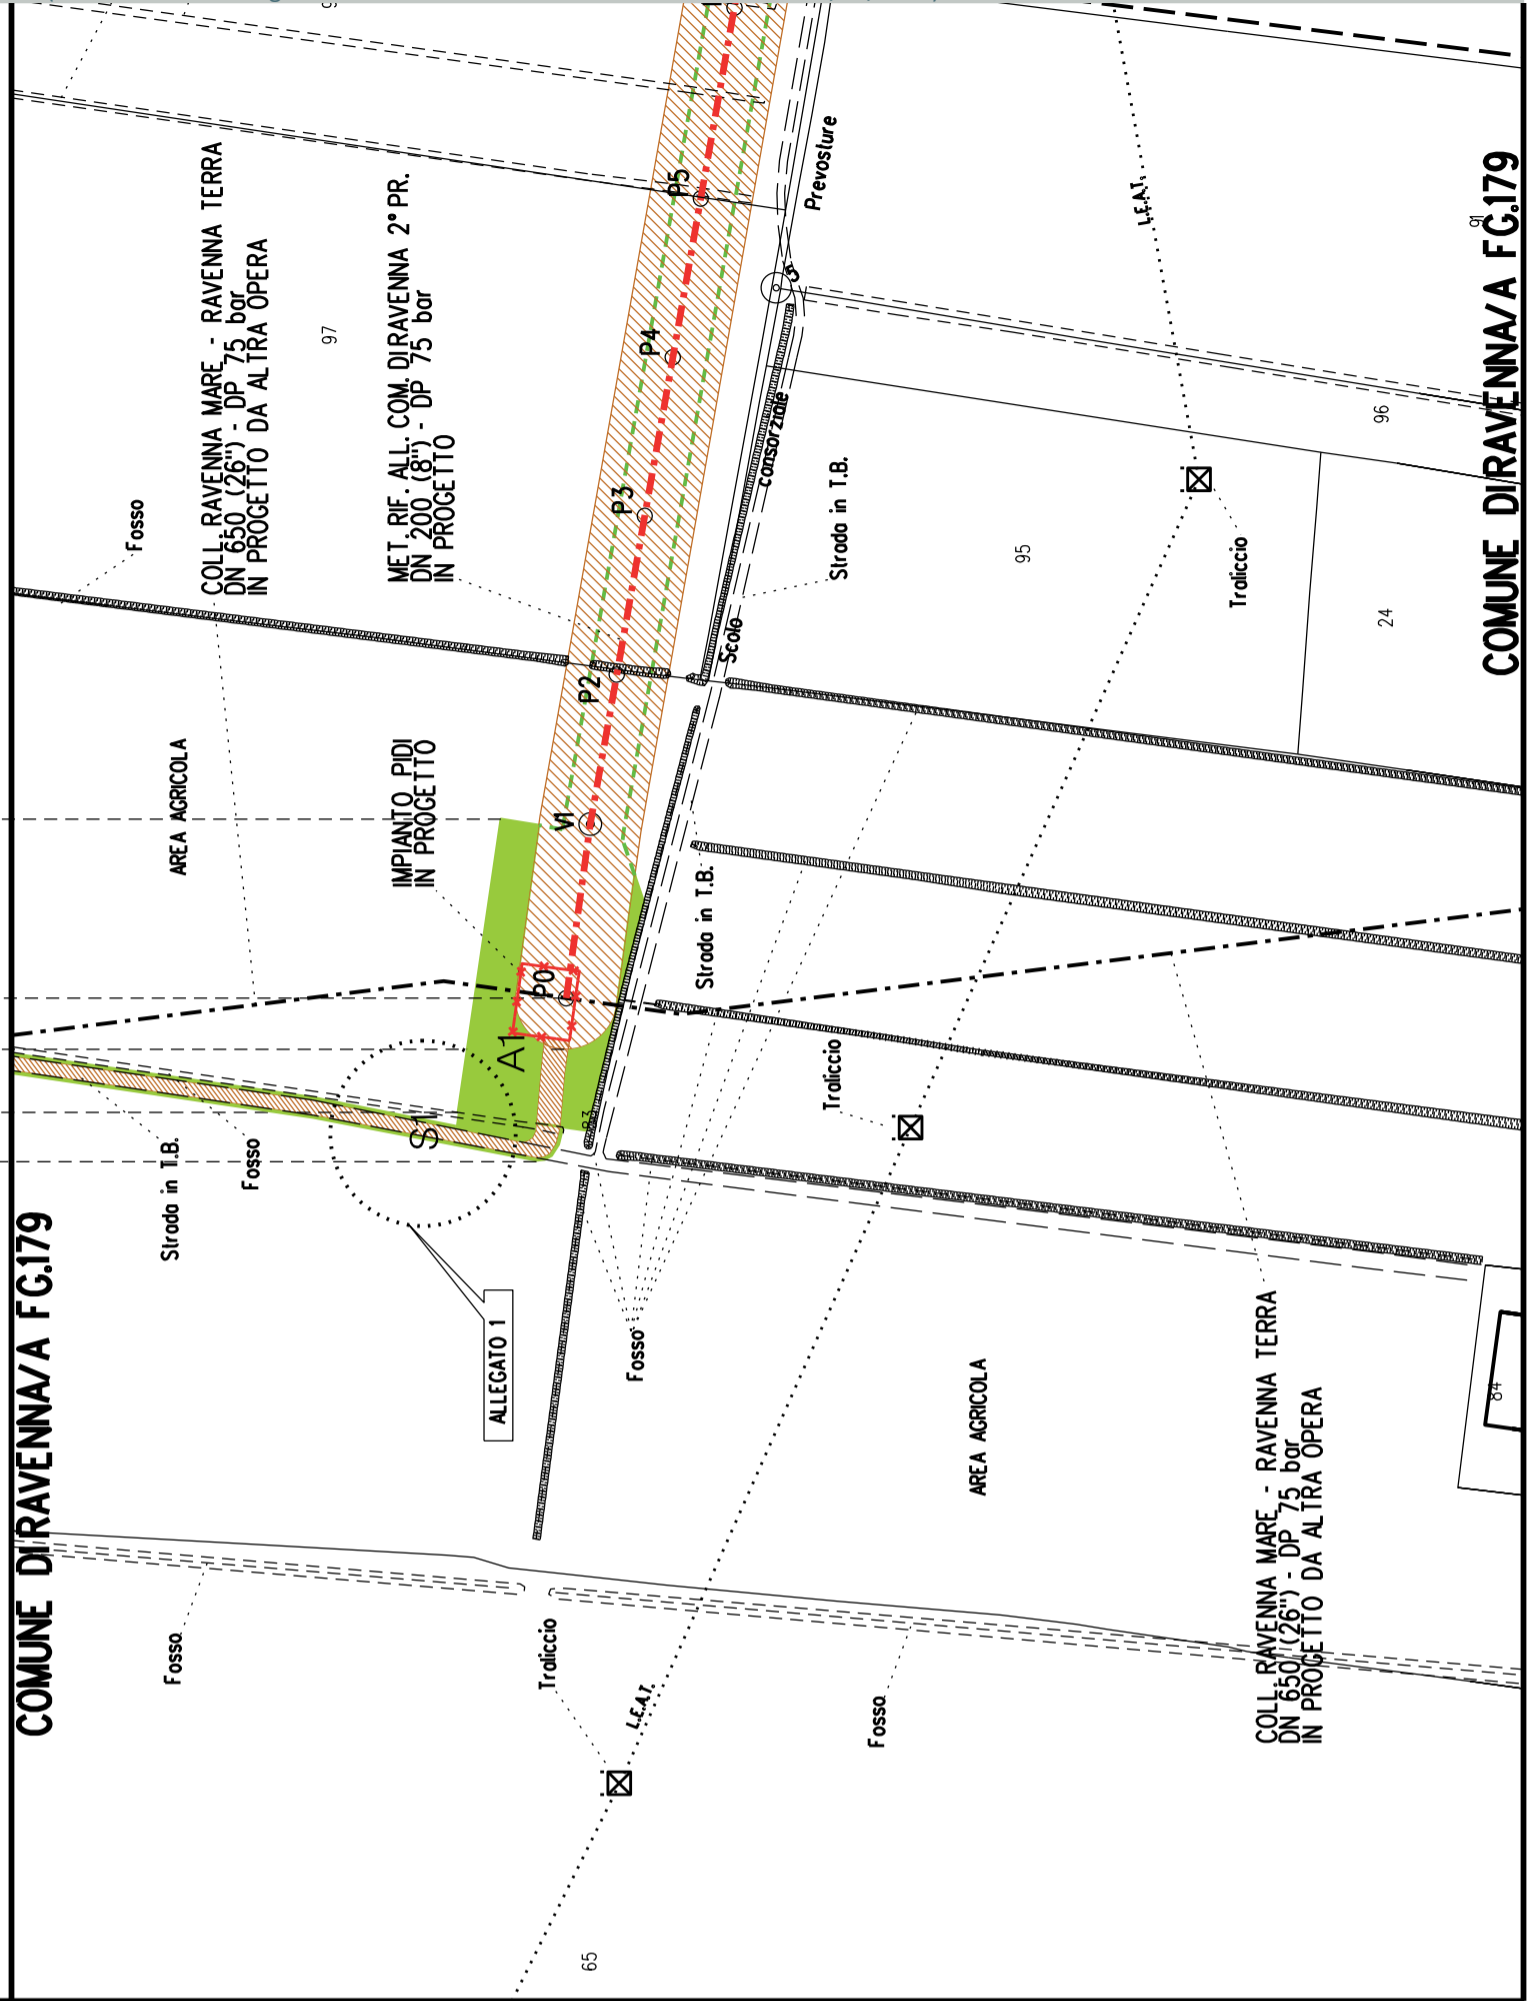 COMUNE DI RAVENNA/A FG.179
Fosso
Strada in T.B.
Fosso
AREA AGRICOLA
Fosso
COLL. RAVENNA MARE - RAVENNA TERRA
DN 650 (26") - DP 75 bar
IN PROGETTO DA ALTRA OPERA
97
MET. RIF. ALL. COM. DI RAVENNA 2° PR.
DN 200 (8") - DP 75 bar
IN PROGETTO
IMPIANTO PIDI
IN PROGETTO
S1
ALLEGATO 1
A1
P0
V1
P2
P3
P4
P5
83
65
Traliccio
L.E.A.T.
Fosso
Strada in T.B.
Scolo
consorziale
Prevosture
5
Traliccio
Strada in T.B.
Fosso
AREA AGRICOLA
95
L.E.A.T.
Traliccio
COLL. RAVENNA MARE - RAVENNA TERRA
DN 650 (26") - DP 75 bar
IN PROGETTO DA ALTRA OPERA
24
96
91
84
COMUNE DI RAVENNA/A FG.179